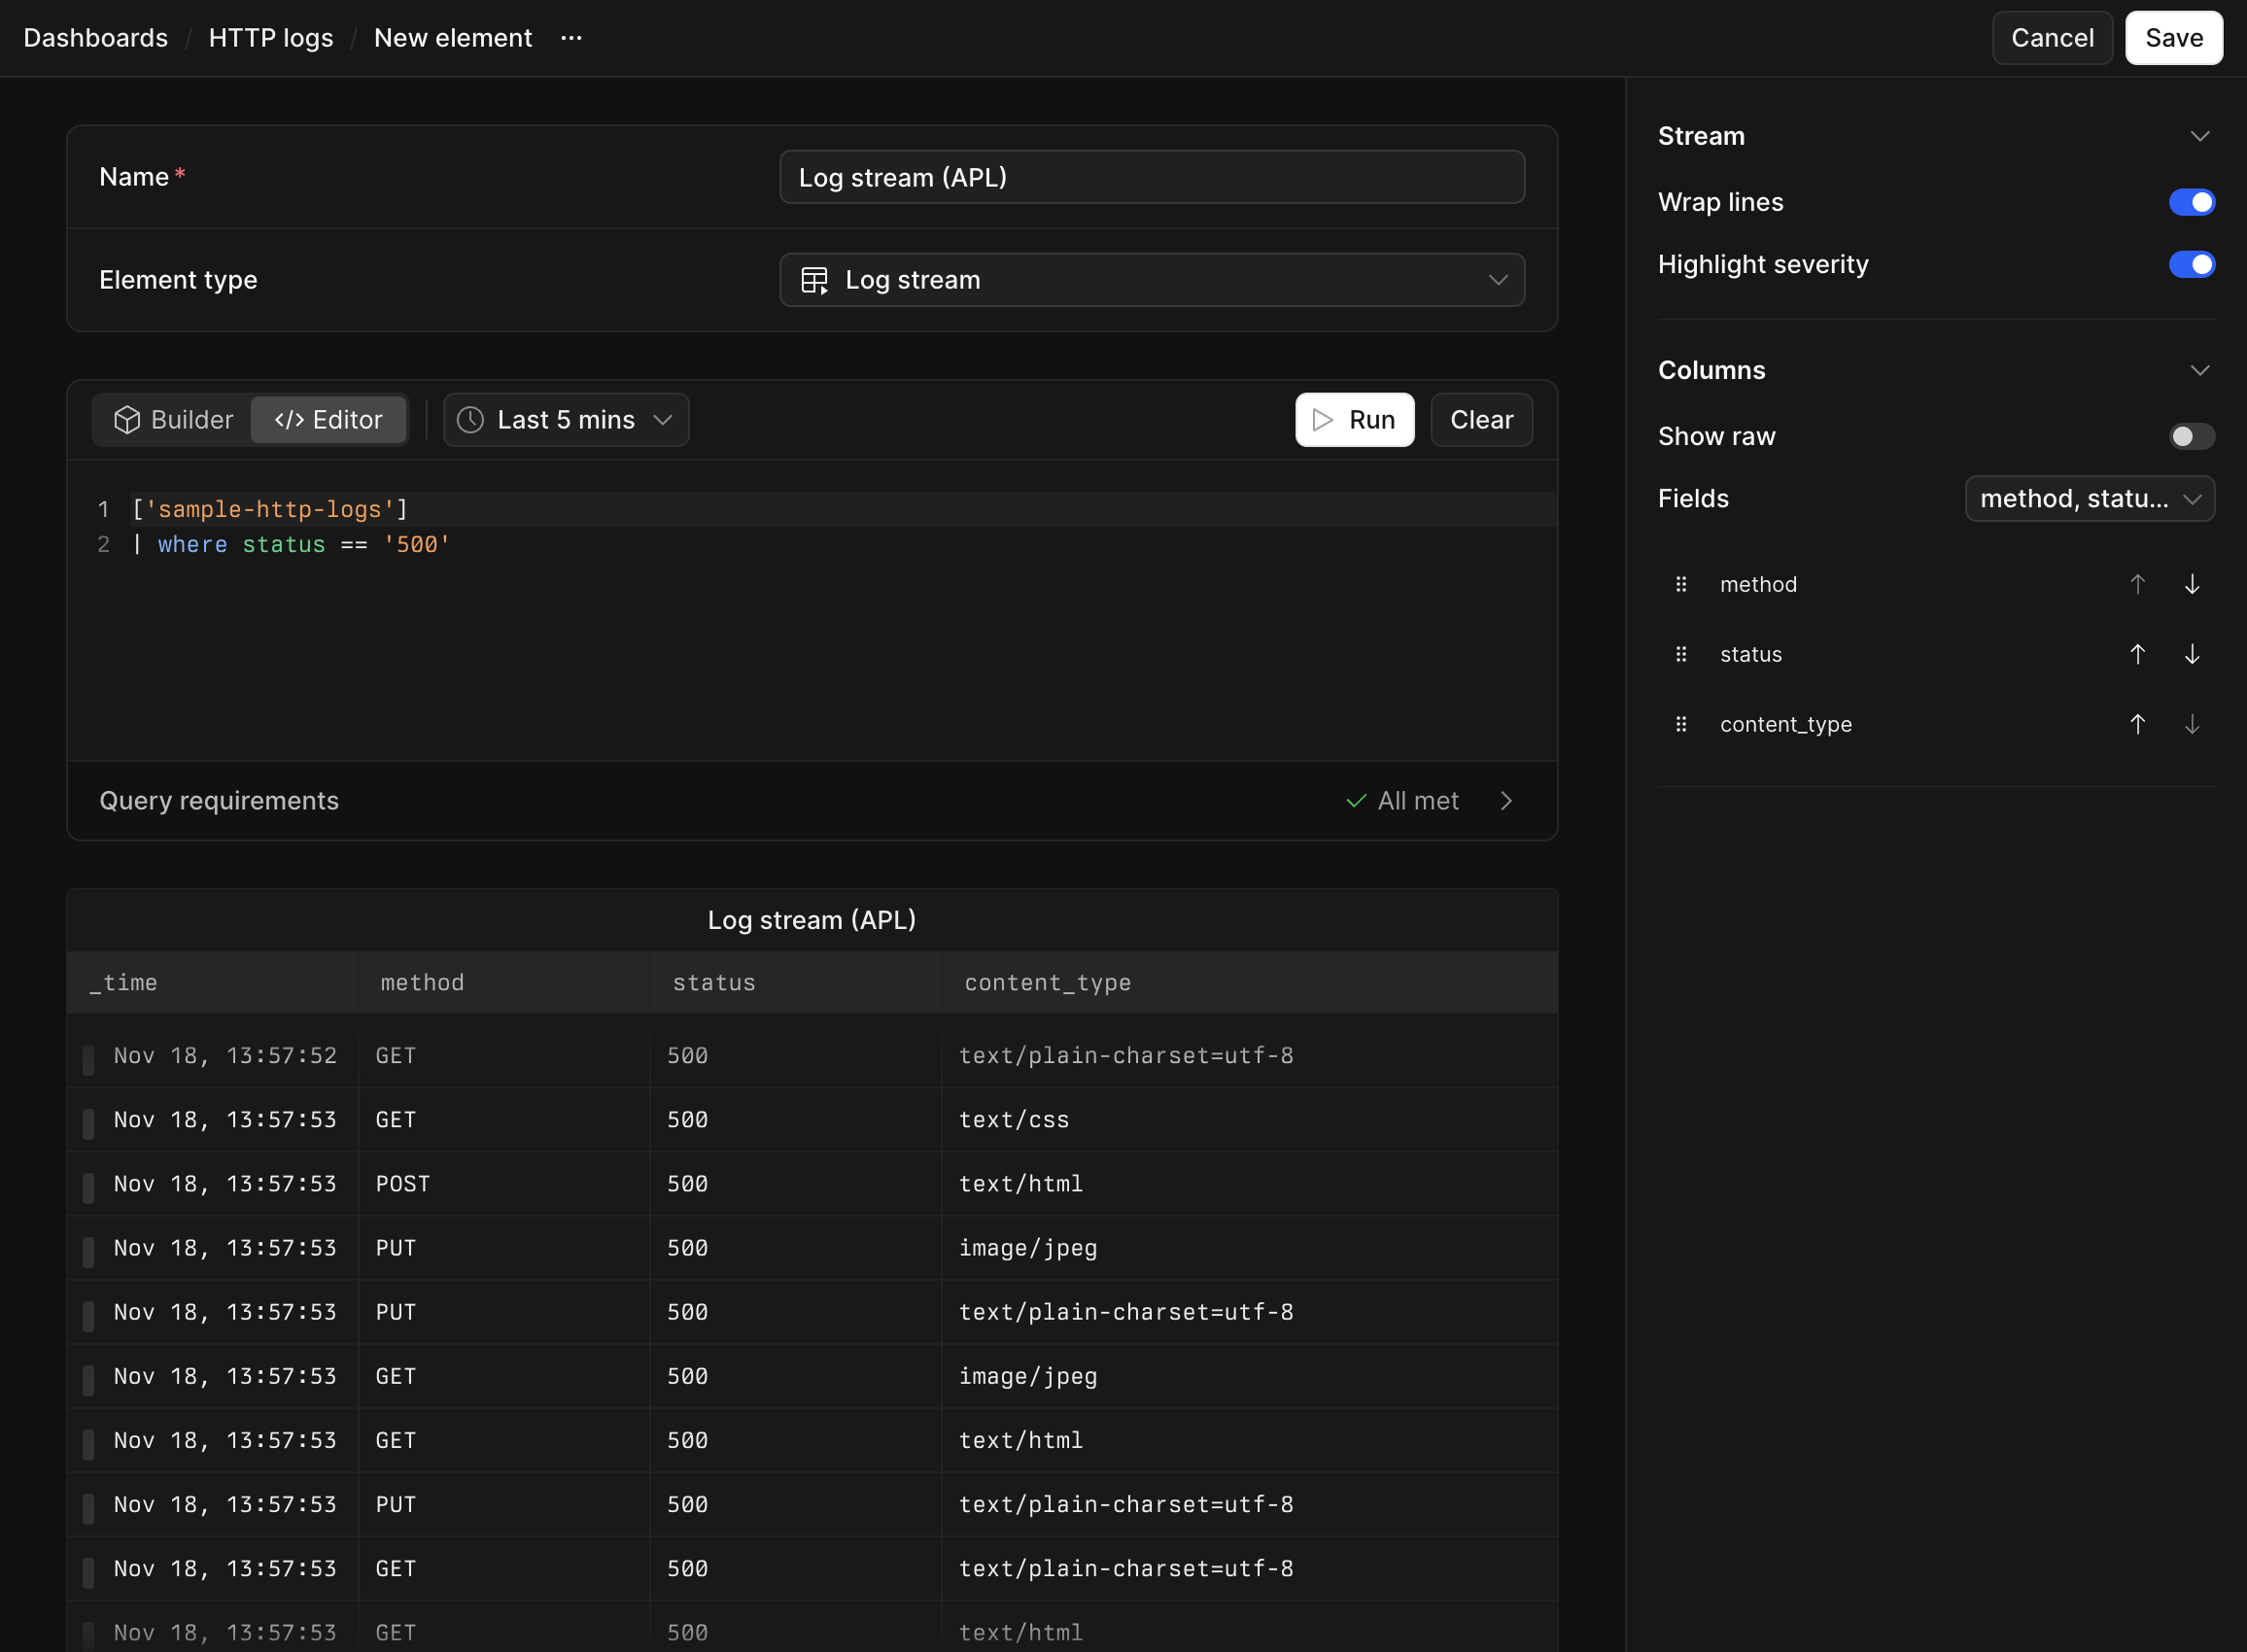 Dashboards / HTTP logs / New element ...
Cancel Save
Name* Log stream (APL)
Element type Log stream
Builder </> Editor Last 5 mins Run Clear
1 ['sample-http-logs']
2 | where status == '500'
Query requirements All met
Log stream (APL)
_time method status content_type
Nov 18, 13:57:52 GET 500 text/plain-charset=utf-8
Nov 18, 13:57:53 GET 500 text/css
Nov 18, 13:57:53 POST 500 text/html
Nov 18, 13:57:53 PUT 500 image/jpeg
Nov 18, 13:57:53 PUT 500 text/plain-charset=utf-8
Nov 18, 13:57:53 GET 500 image/jpeg
Nov 18, 13:57:53 GET 500 text/html
Nov 18, 13:57:53 PUT 500 text/plain-charset=utf-8
Nov 18, 13:57:53 GET 500 text/plain-charset=utf-8
Nov 18, 13:57:53 GET 500 text/html
Stream
Wrap lines
Highlight severity
Columns
Show raw
Fields method, statu...
method
status
content_type